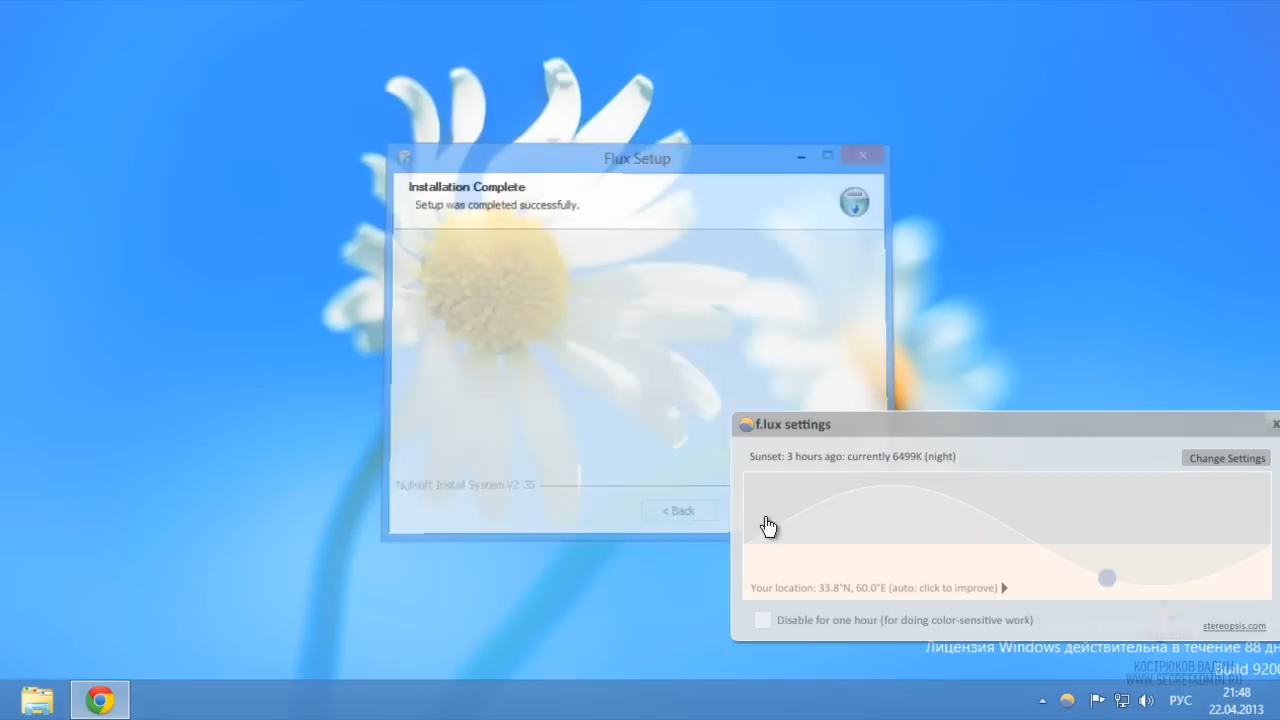 Flux Setup
Installation Complete
Setup was completed successfully.
Nullsoft Install System v2.35
< Back
f.lux settings
x
Sunset: 3 hours ago: currently 6499K (night)
Change Settings
Your location: 33.8°N, 60.0°E (auto: click to improve)
Disable for one hour (for doing color-sensitive work)
stereopsis.com
Лицензия Windows действительна в течение 88 дн
Build 9200
КОСТРЮКОВ ВАДИМ
WWW.SECRETADMIN.RU
РУС
21:48
22.04.2013